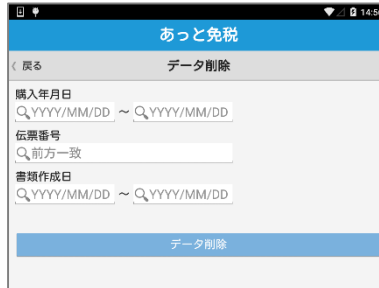 14:50
あっと免税
〈 戻る
データ削除
購入年月日
YYYY/MM/DD ～ YYYY/MM/DD
伝票番号
前方一致
書類作成日
YYYY/MM/DD ～ YYYY/MM/DD
データ削除